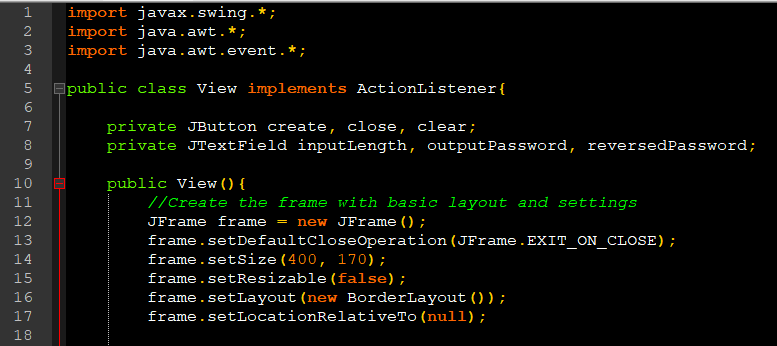 1 import javax.swing.*;
2 import java.awt.*;
3 import java.awt.event.*;
4
5 public class View implements ActionListener{
6
7 private JButton create, close, clear;
8 private JTextField inputLength, outputPassword, reversedPassword;
9
10 public View(){
11 //Create the frame with basic layout and settings
12 JFrame frame = new JFrame();
13 frame.setDefaultCloseOperation(JFrame.EXIT_ON_CLOSE);
14 frame.setSize(400, 170);
15 frame.setResizable(false);
16 frame.setLayout(new BorderLayout());
17 frame.setLocationRelativeTo(null);
18